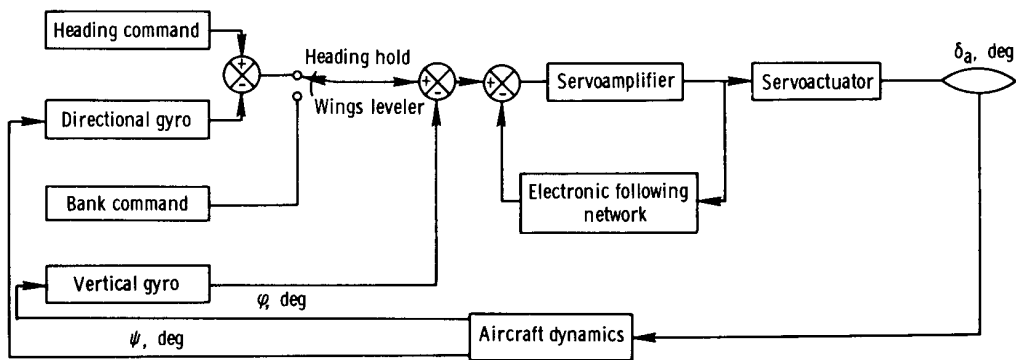 Heading command
+
-
Directional gyro
Bank command
Vertical gyro
Heading hold
Wings leveler
+
-
+
-
Servoamplifier
Electronic following
network
Servoactuator
δa, deg
φ, deg
ψ, deg
Aircraft dynamics